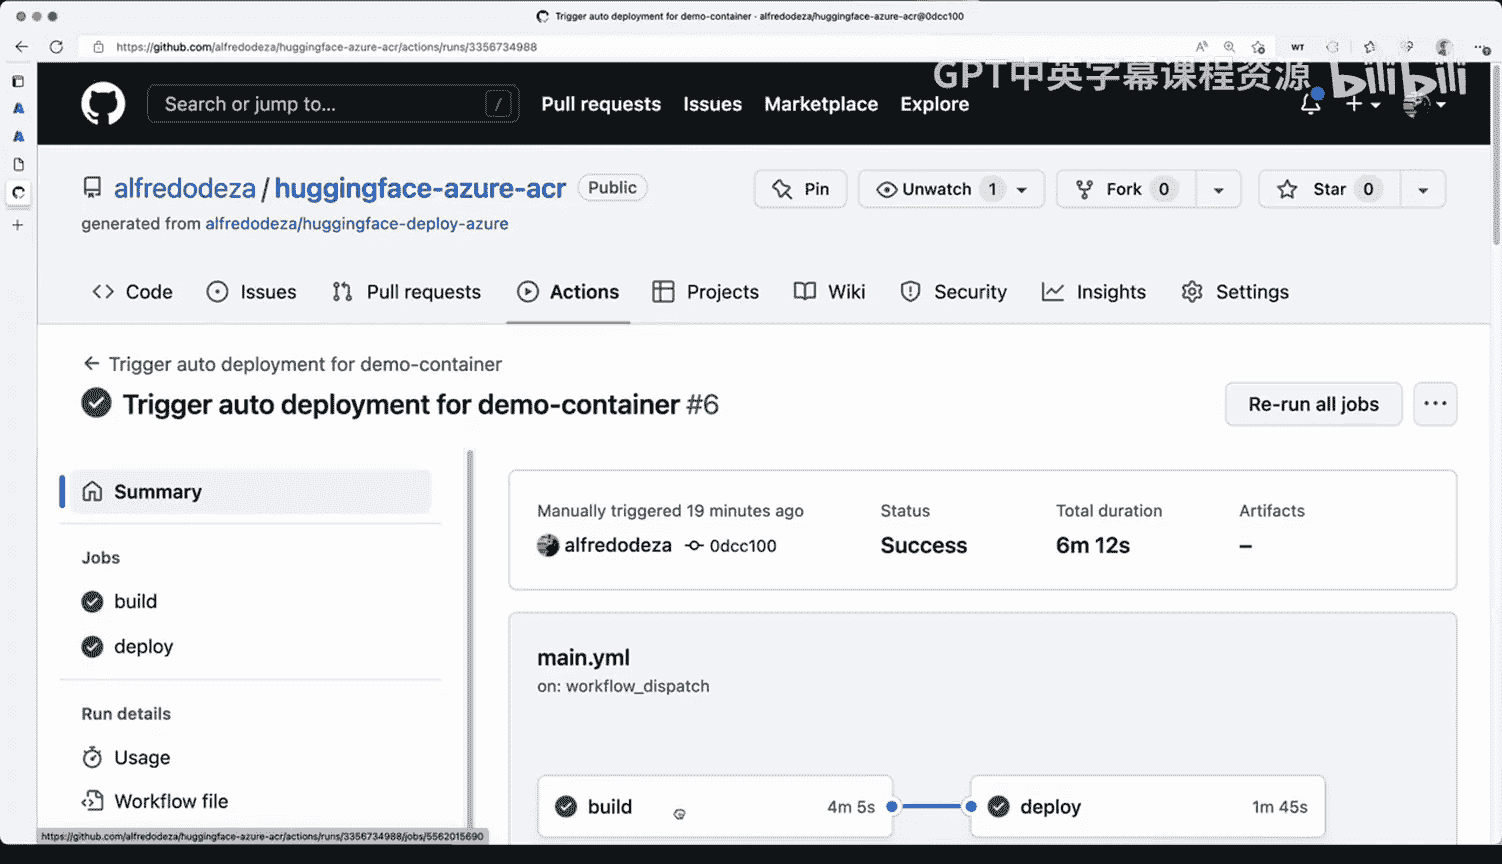 Trigger auto deployment for demo-container · alfredodeza/huggingface-azure-acr@0dcc100
https://github.com/alfredodeza/huggingface-azure-acr/actions/runs/3356734988
WT
GPT中英字幕课程资源 bilibili
Search or jump to... /
Pull requests Issues Marketplace Explore
alfredodeza / huggingface-azure-acr Public
Pin Unwatch 1 Fork 0 Star 0
generated from alfredodeza/huggingface-deploy-azure
Code Issues Pull requests Actions Projects Wiki Security Insights Settings
← Trigger auto deployment for demo-container
Trigger auto deployment for demo-container #6
Re-run all jobs ...
Summary
Jobs
build
deploy
Run details
Usage
Workflow file
Manually triggered 19 minutes ago Status Total duration Artifacts
alfredodeza 0dcc100 Success 6m 12s –
main.yml
on: workflow_dispatch
build 4m 5s deploy 1m 45s
https://github.com/alfredodeza/huggingface-azure-acr/actions/runs/3356734988/jobs/5562015690